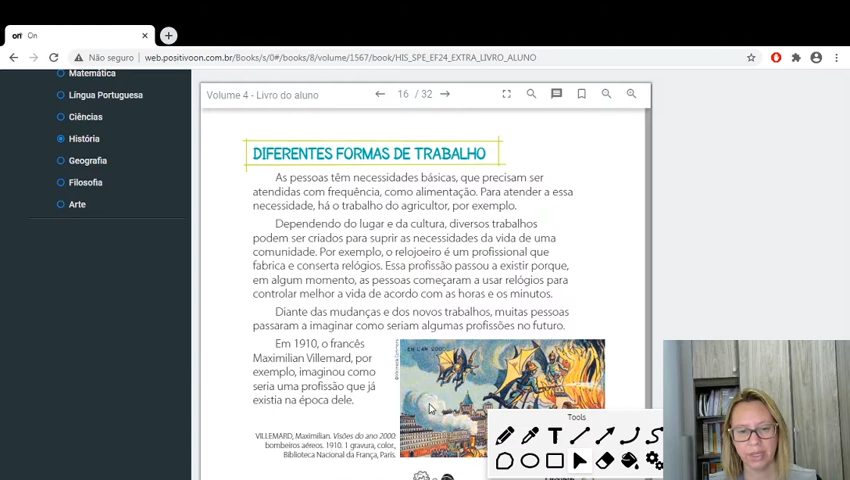 On
Não seguro
web.positivoon.com.br/Books/s/0#/books/8/volume/1567/book/HIS_SPE_EF24_EXTRA_LIVRO_ALUNO
Matemática
Língua Portuguesa
Ciências
História
Geografia
Filosofia
Arte
Volume 4 - Livro do aluno
16 / 32
DIFERENTES FORMAS DE TRABALHO
As pessoas têm necessidades básicas, que precisam ser
atendidas com frequência, como alimentação. Para atender a essa
necessidade, há o trabalho do agricultor, por exemplo.
Dependendo do lugar e da cultura, diversos trabalhos
podem ser criados para suprir as necessidades da vida de uma
comunidade. Por exemplo, o relojoeiro é um profissional que
fabrica e conserta relógios. Essa profissão passou a existir porque,
em algum momento, as pessoas começaram a usar relógios para
controlar melhor a vida de acordo com as horas e os minutos.
Diante das mudanças e dos novos trabalhos, muitas pessoas
passaram a imaginar como seriam algumas profissões no futuro.
Em 1910, o francês
Maximilian Villemard, por
exemplo, imaginou como
seria uma profissão que já
existia na época dele.
EN L'AN 2000
VILLEMARD, Maximilian. Visões do ano 2000:
bombeiros aéreos. 1910. 1 gravura, color.,
Biblioteca Nacional da França, Paris.
Tools